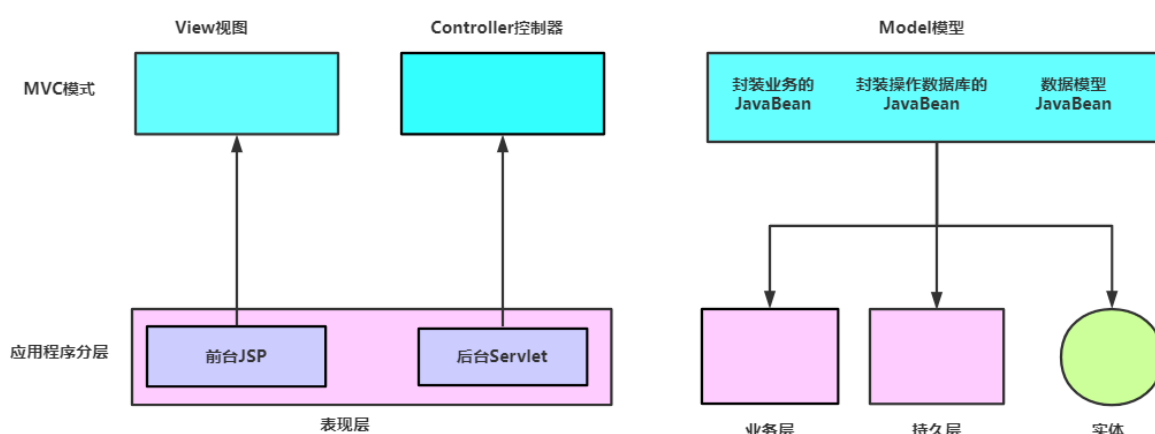 View视图
Controller控制器
Model模型
MVC模式
封装业务的
JavaBean
封装操作数据库的
JavaBean
数据模型
JavaBean
应用程序分层
前台JSP
后台Servlet
表现层
业务层
持久层
实体